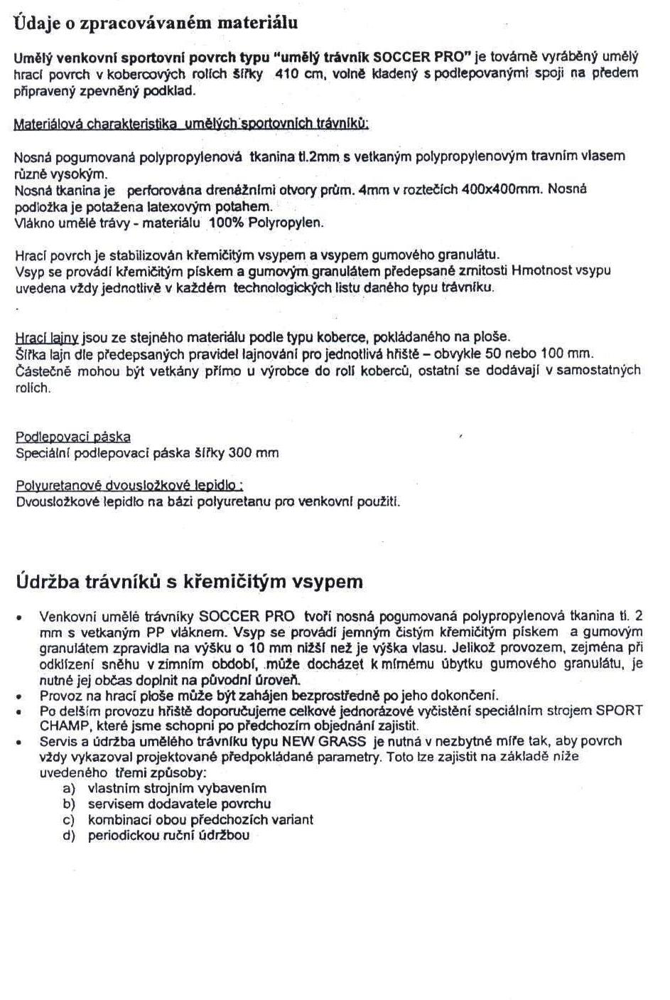 Údaje o zpracovávaném materiálu
Umělý venkovní sportovní povrch typu "umělý trávník SOCCER PRO" je továrně vyráběný umělý
hrací povrch v kobercových rolích šířky 410 cm, volně kladený s podlepovanými spoji na předem
připravený zpevněný podklad.
Materiálová charakteristika umělých sportovních trávníků:
Nosná pogumovaná polypropylenová tkanina tl.2mm s vetkaným polypropylenovým travním vlasem
různě vysokým.
Nosná tkanina je perforována drenážními otvory prům. 4mm v roztečích 400x400mm. Nosná
podložka je potažena latexovým potahem.
Vlákno umělé trávy - materiálu 100% Polyropylen.
Hrací povrch je stabilizován křemičitým vsypem a vsypem gumového granulátu.
Vsyp se provádí křemičitým pískem a gumovým granulátem předepsané zrnitosti Hmotnost vsypu
uvedena vždy jednotlivě v každém technologických listu daného typu trávníku.
.
Hrací lajny jsou ze stejného materiálu podle typu koberce, pokládaného na ploše.
Šířka lajn dle předepsaných pravidel lajnování pro jednotlivá hřiště – obvykle 50 nebo 100 mm.
Částečně mohou být vetkány přímo u výrobce do rolí koberců, ostatní se dodávají v samostatných
rolích.
Podlepovací páska
Speciální podlepovací páska šířky 300 mm
Polyuretanové dvousložkové lepidlo :
Dvousložkové lepidlo na bázi polyuretanu pro venkovní použití.
Údržba trávníků s křemičitým vsypem
• Venkovní umělé trávníky SOCCER PRO tvoří nosná pogumovaná polypropylenová tkanina tl. 2
mm s vetkaným PP vláknem. Vsyp se provádí jemným čistým křemičitým pískem a gumovým
granulátem zpravidla na výšku o 10 mm nižší než je výška vlasu. Jelikož provozem, zejména při
odklízení sněhu v zimním období, může docházet k mírnému úbytku gumového granulátu, je
nutné jej občas doplnit na původní úroveň.
• Provoz na hrací ploše může být zahájen bezprostředně po jeho dokončení.
• Po delším provozu hřiště doporučujeme celkové jednorázové vyčistění speciálním strojem SPORT
CHAMP, které jsme schopni po předchozím objednání zajistit.
• Servis a údržba umělého trávníku typu NEW GRASS je nutná v nezbytné míře tak, aby povrch
vždy vykazoval projektované předpokládané parametry. Toto lze zajistit na základě níže
uvedeného třemi způsoby:
a) vlastním strojním vybavením
b) servisem dodavatele povrchu
c) kombinací obou předchozích variant
d) periodickou ruční údržbou